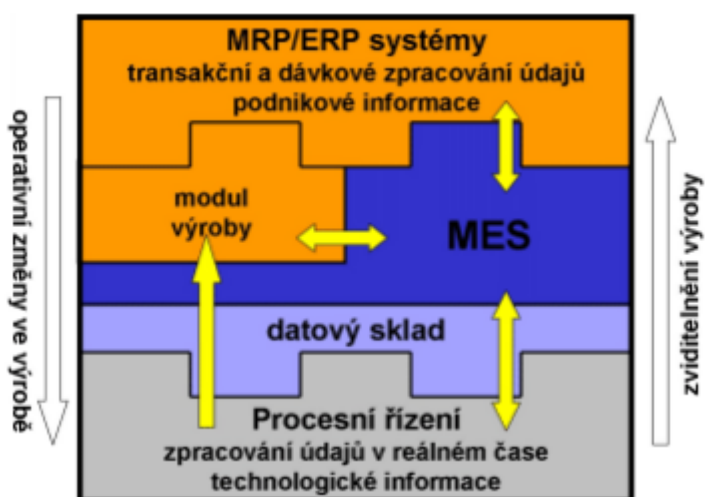 MRP/ERP systémy
transakční a dávkové zpracování údajů
podnikové informace
operativní změny ve výrobě
modul
výroby
MES
zviditelnění výroby
datový sklad
Procesní řízení
zpracování údajů v reálném čase
technologické informace